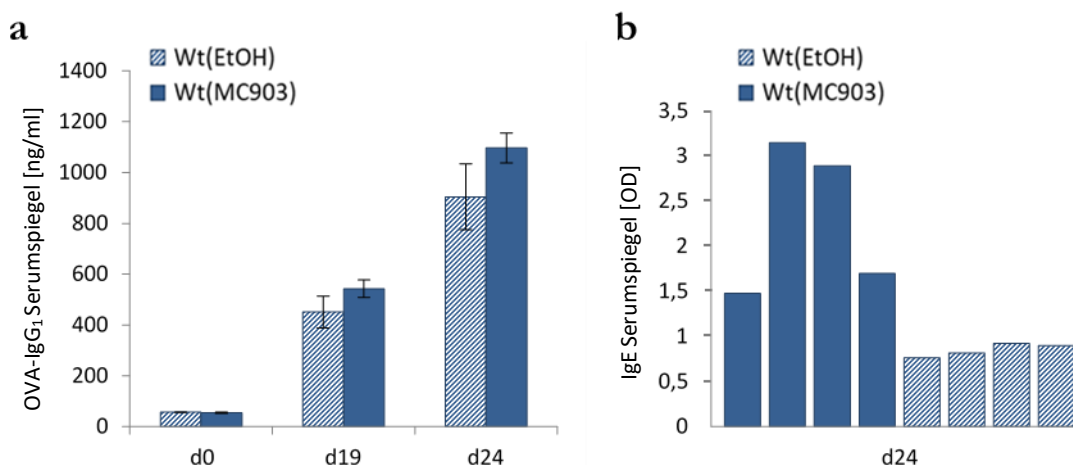 a
Wt(EtOH)
Wt(MC903)
OVA-IgG₁ Serumspiegel [ng/ml]
1400
1200
1000
800
600
400
200
0
d0
d19
d24
b
Wt(EtOH)
Wt(MC903)
IgE Serumspiegel [OD]
3,5
3
2,5
2
1,5
1
0,5
0
d24